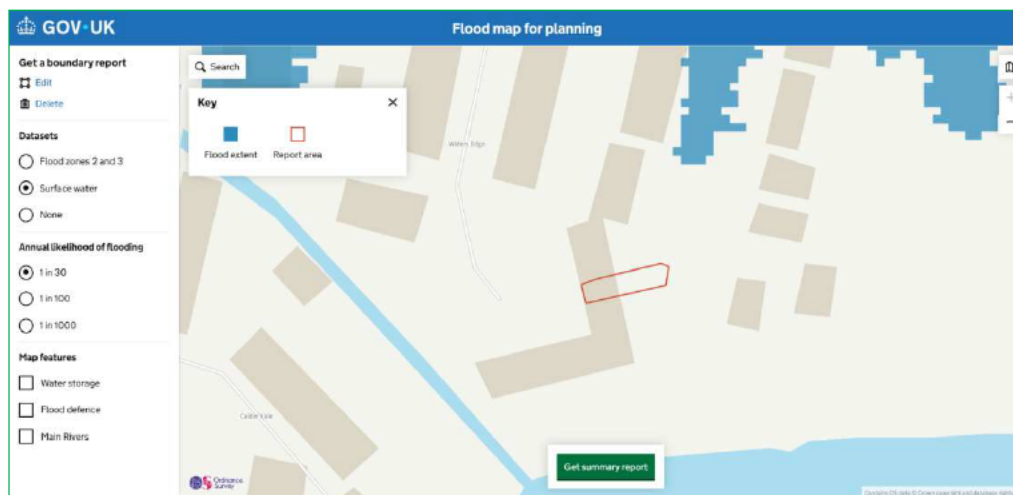 GOV·UK
Flood map for planning
Get a boundary report
Edit
Delete
Datasets
Flood zones 2 and 3
Surface water
None
Annual likelihood of flooding
1 in 30
1 in 100
1 in 1000
Map features
Water storage
Flood defence
Main Rivers
Search
Key
Flood extent
Report area
Waters Edge
Get summary report
Ordnance
Survey